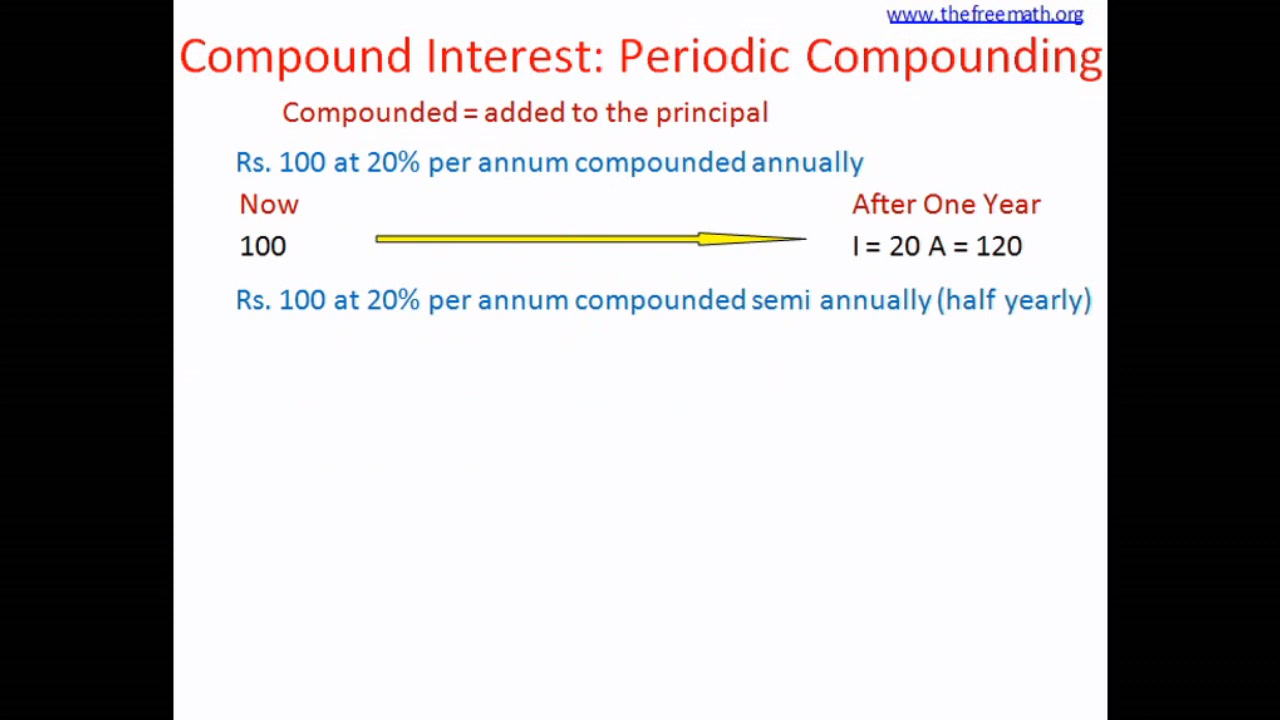 www.thefreemath.org
Compound Interest: Periodic Compounding
Compounded = added to the principal
Rs. 100 at 20% per annum compounded annually
Now After One Year
100 I = 20 A = 120
Rs. 100 at 20% per annum compounded semi annually (half yearly)